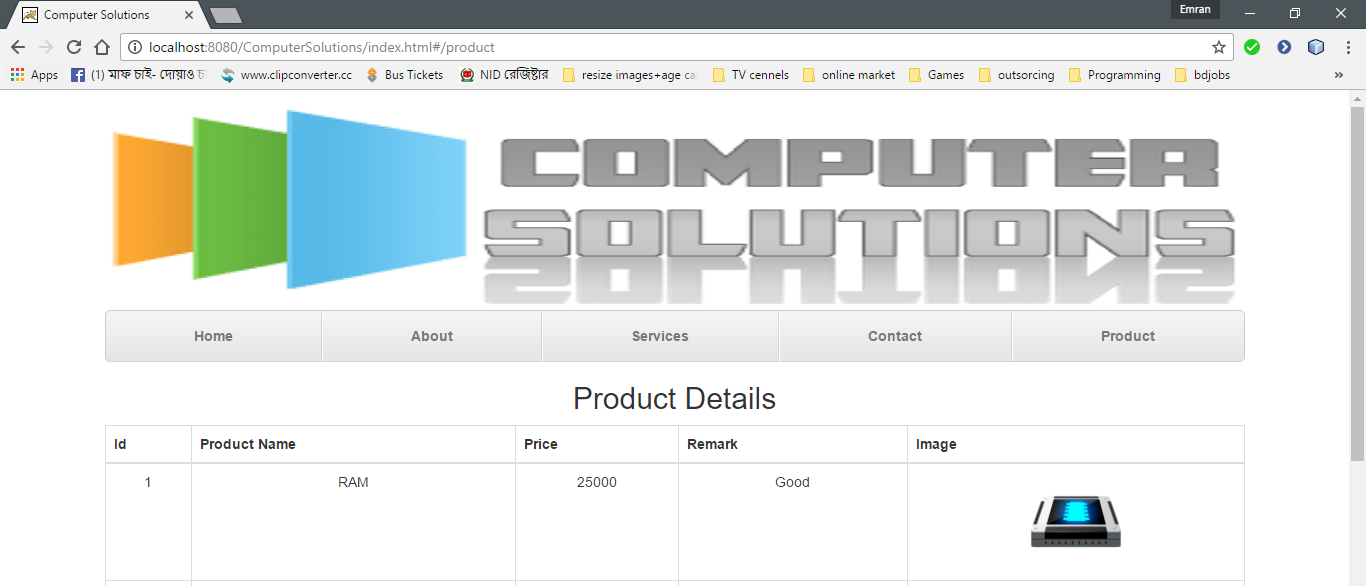 Computer Solutions
Emran
localhost:8080/ComputerSolutions/index.html#/product
Apps (1) মাফ চাই- দোয়াও চ www.clipconverter.cc Bus Tickets NID রেজিষ্টার resize images+age cal TV cennels online market Games outsorcing Programming bdjobs »
COMPUTER
SOLUTIONS
Home About Services Contact Product
Product Details
Id Product Name Price Remark Image
1 RAM 25000 Good